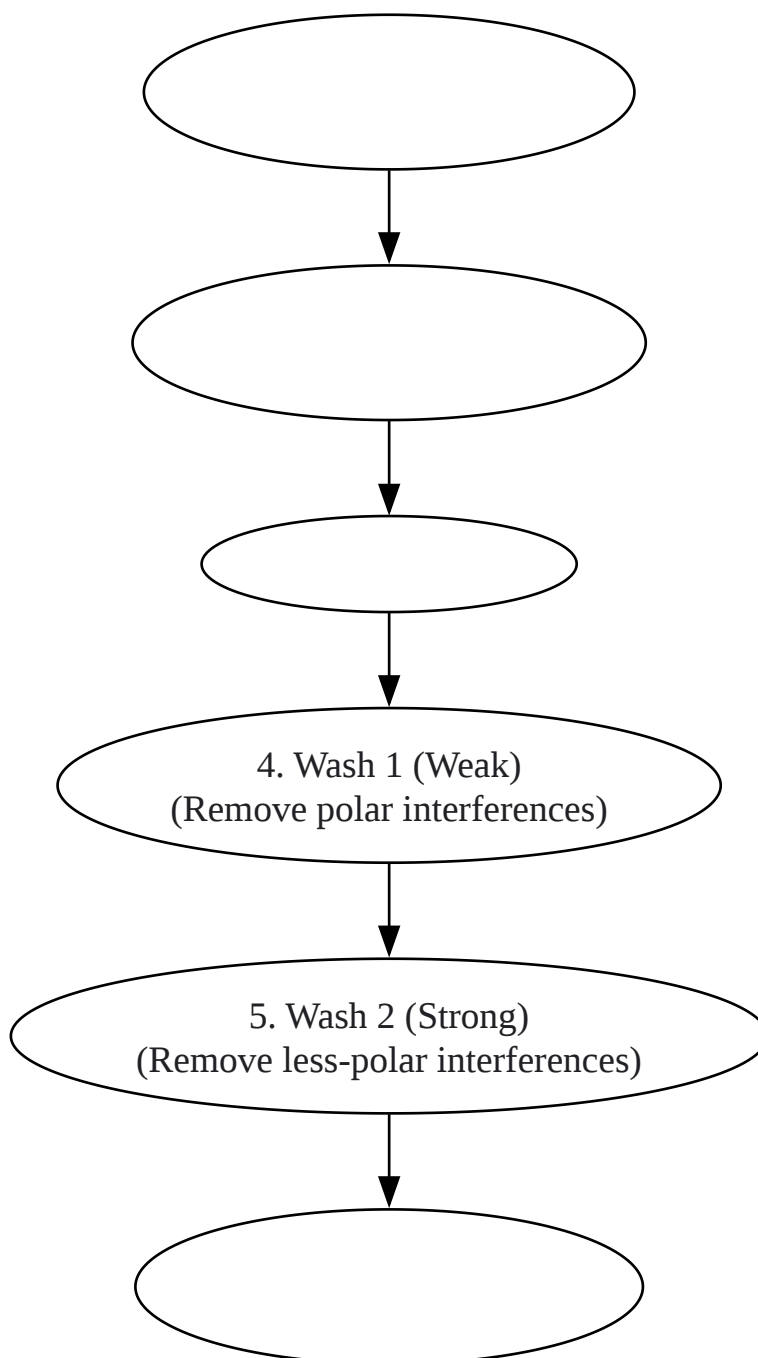 4. Wash 1 (Weak)
(Remove polar interferences)
5. Wash 2 (Strong)
(Remove less-polar interferences)